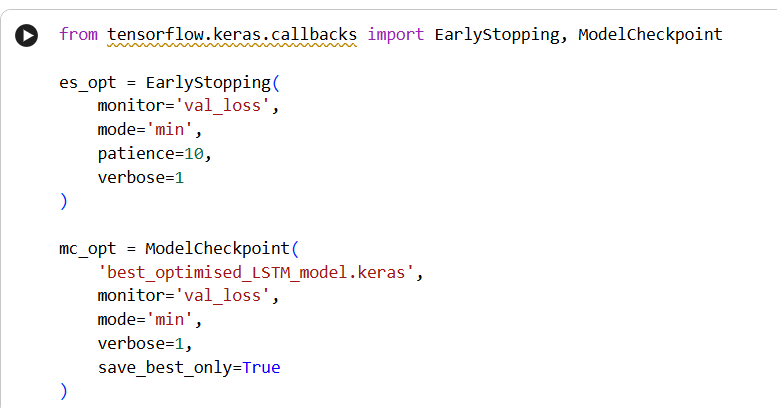 from tensorflow.keras.callbacks import EarlyStopping, ModelCheckpoint
es_opt = EarlyStopping(
    monitor='val_loss',
    mode='min',
    patience=10,
    verbose=1
)
mc_opt = ModelCheckpoint(
    'best_optimised_LSTM_model.keras',
    monitor='val_loss',
    mode='min',
    verbose=1,
    save_best_only=True
)